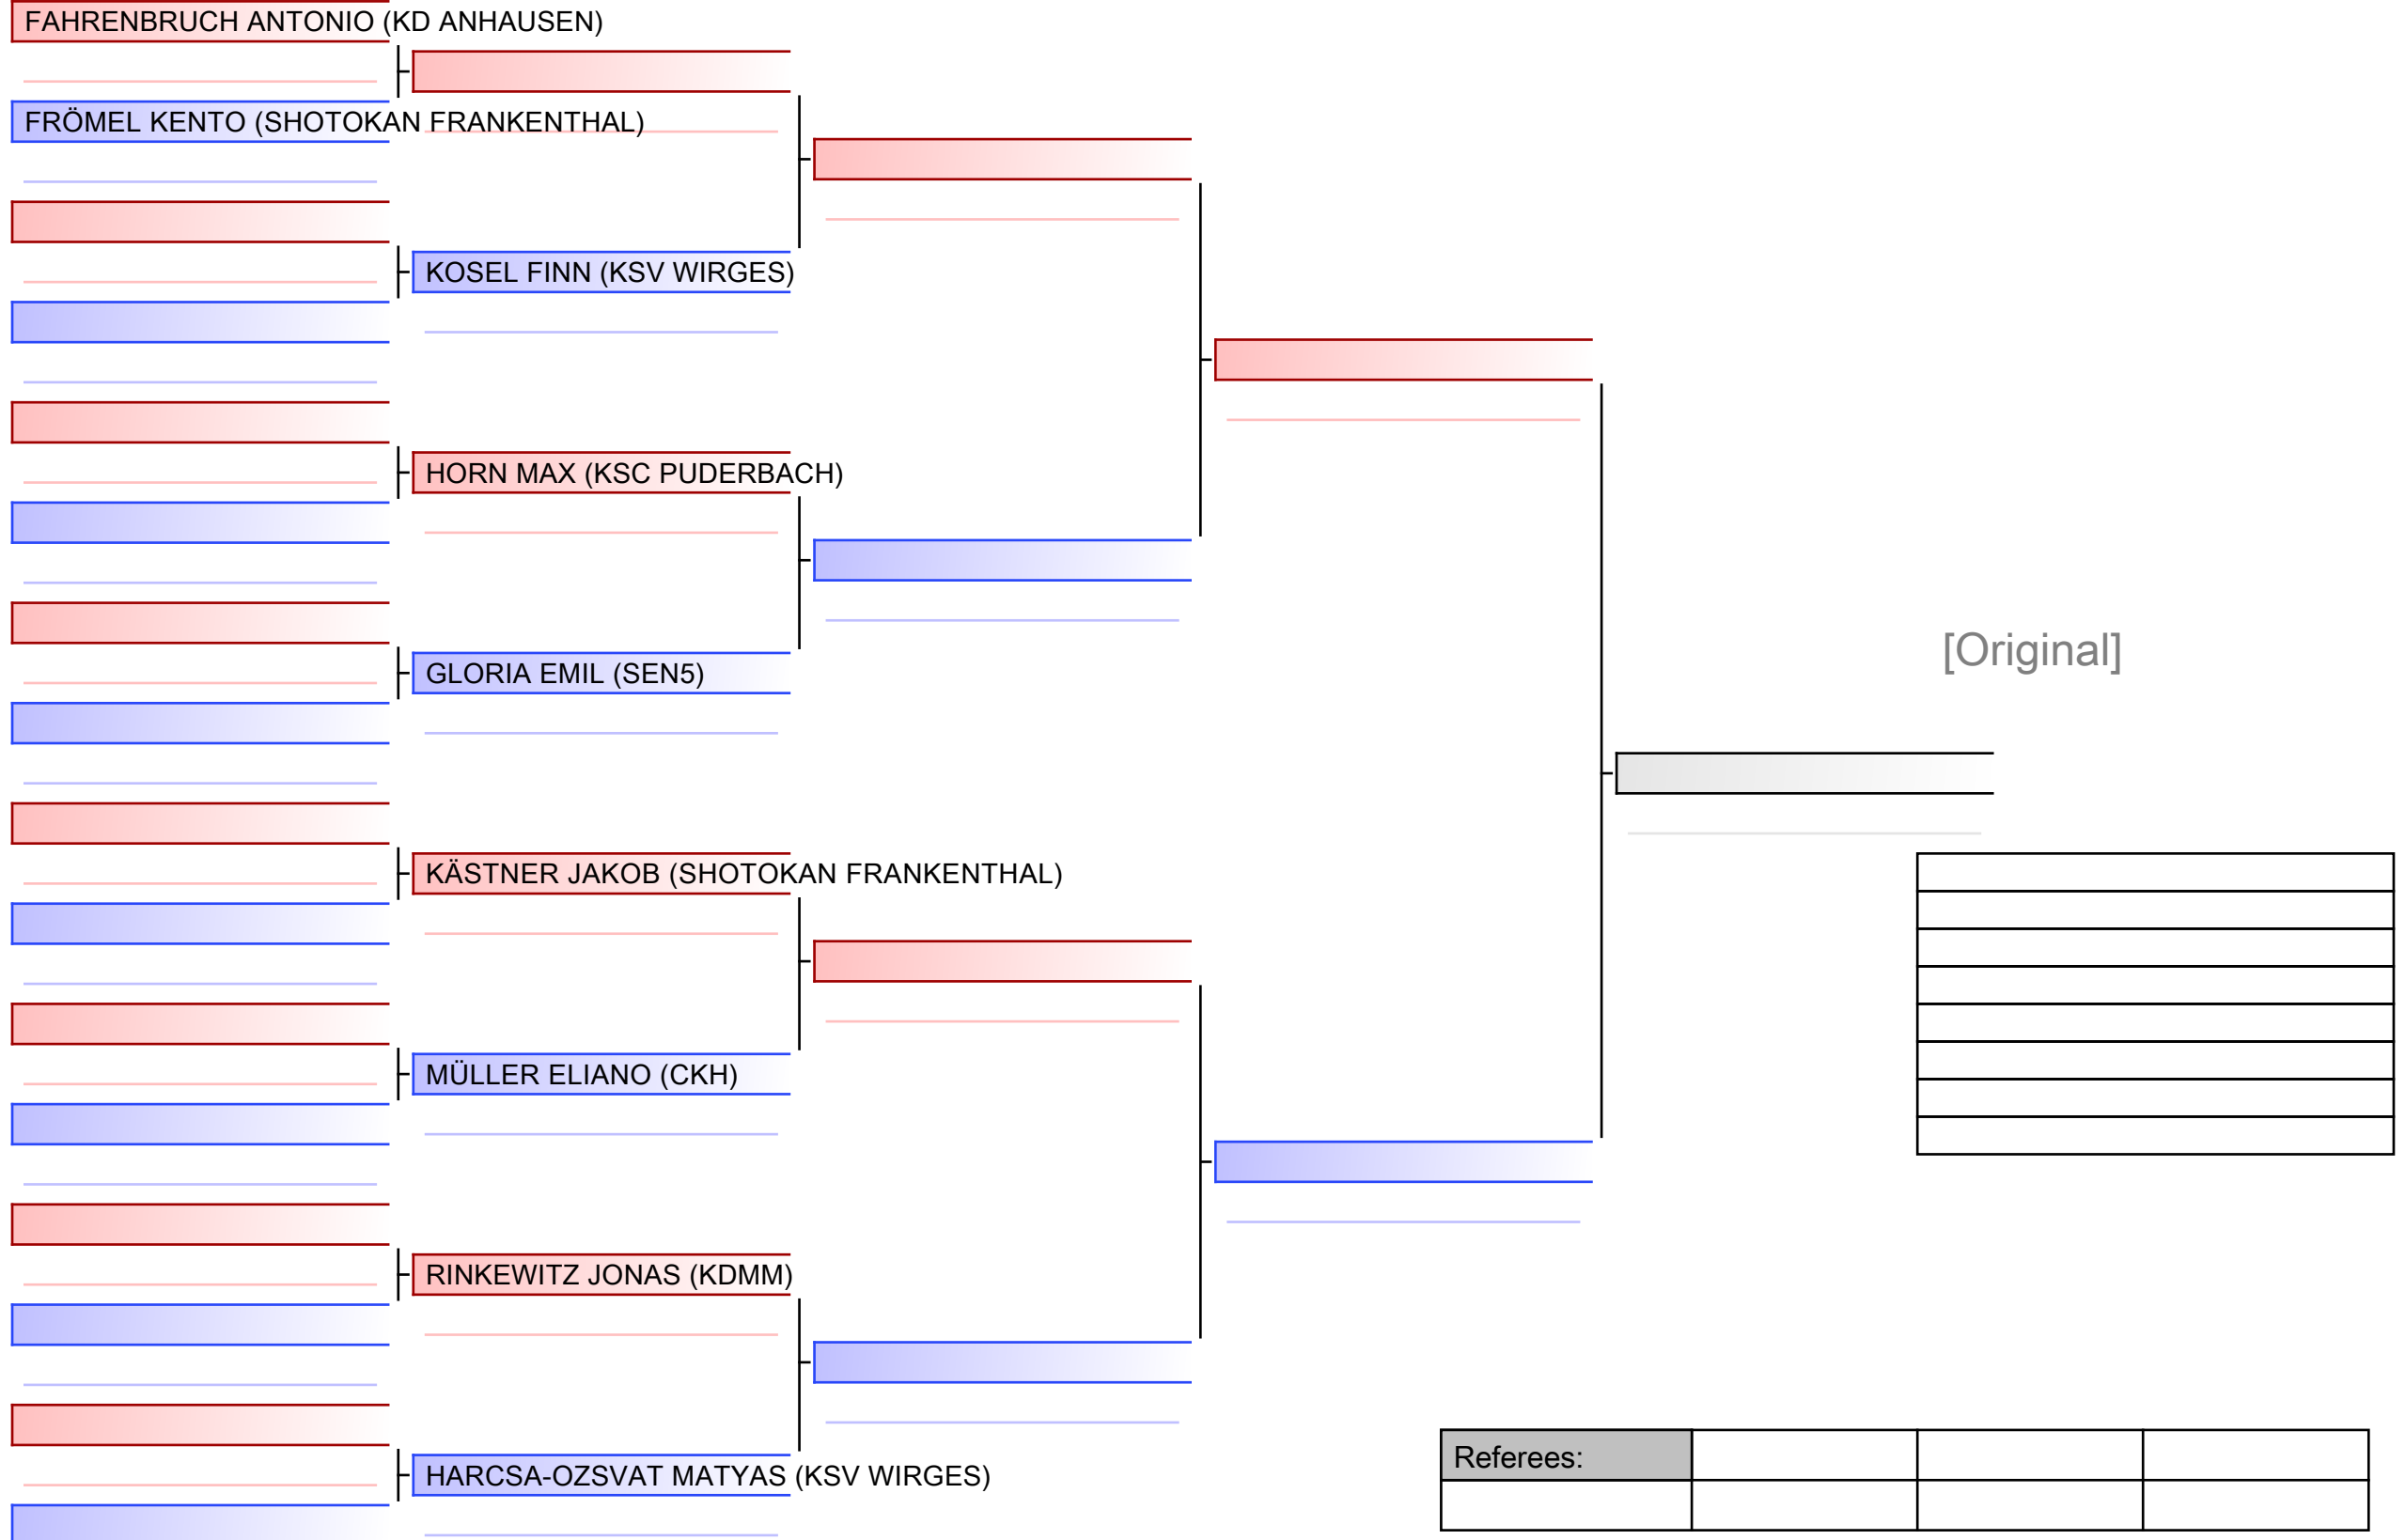 FAHRENBRUCH ANTONIO (KD ANHAUSEN)
FRÖMEL KENTO (SHOTOKAN FRANKENTHAL)
KOSEL FINN (KSV WIRGES)
HORN MAX (KSC PUDERBACH)
GLORIA EMIL (SEN5)
[Original]
KÄSTNER JAKOB (SHOTOKAN FRANKENTHAL)
MÜLLER ELIANO (CKH)
RINKEWITZ JONAS (KDMM)
HARCSA-OZSVAT MATYAS (KSV WIRGES)
Referees: